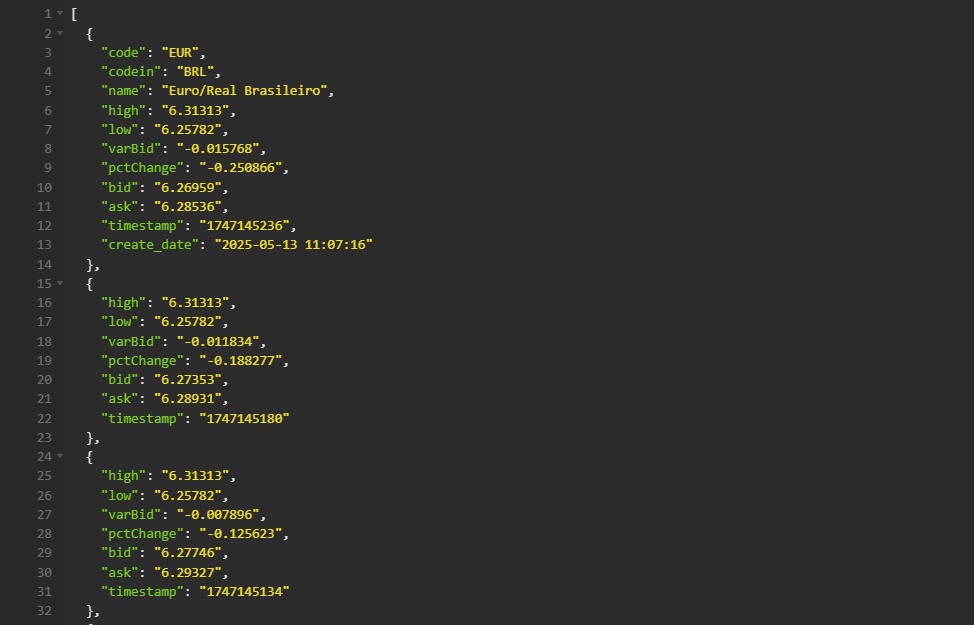 1 [
2 {
3 "code": "EUR",
4 "codein": "BRL",
5 "name": "Euro/Real Brasileiro",
6 "high": "6.31313",
7 "low": "6.25782",
8 "varBid": "-0.015768",
9 "pctChange": "-0.250866",
10 "bid": "6.26959",
11 "ask": "6.28536",
12 "timestamp": "1747145236",
13 "create_date": "2025-05-13 11:07:16"
14 },
15 {
16 "high": "6.31313",
17 "low": "6.25782",
18 "varBid": "-0.011834",
19 "pctChange": "-0.188277",
20 "bid": "6.27353",
21 "ask": "6.28931",
22 "timestamp": "1747145180"
23 },
24 {
25 "high": "6.31313",
26 "low": "6.25782",
27 "varBid": "-0.007896",
28 "pctChange": "-0.125623",
29 "bid": "6.27746",
30 "ask": "6.29327",
31 "timestamp": "1747145134"
32 },